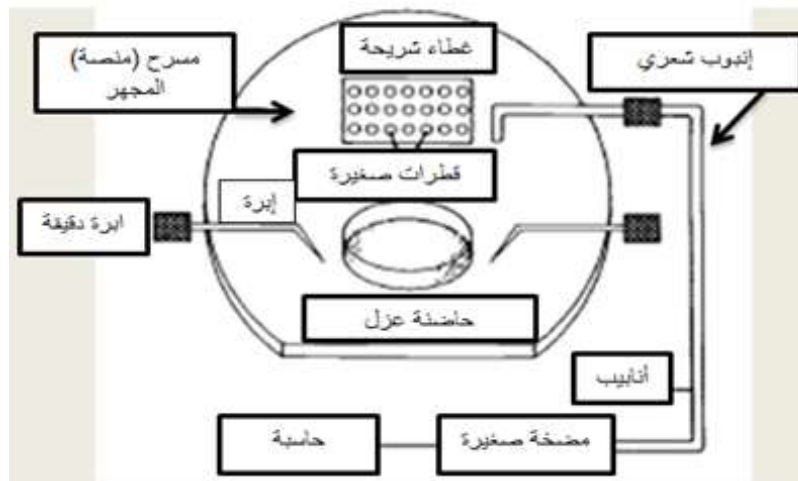 غطاء شريحة
إنبوب شعري
مسرح (منصة)
المجهر
قطرات صغيرة
إبرة
ابرة دقيقة
حاضنة عزل
أنابيب
مضخة صغيرة
حاسبة